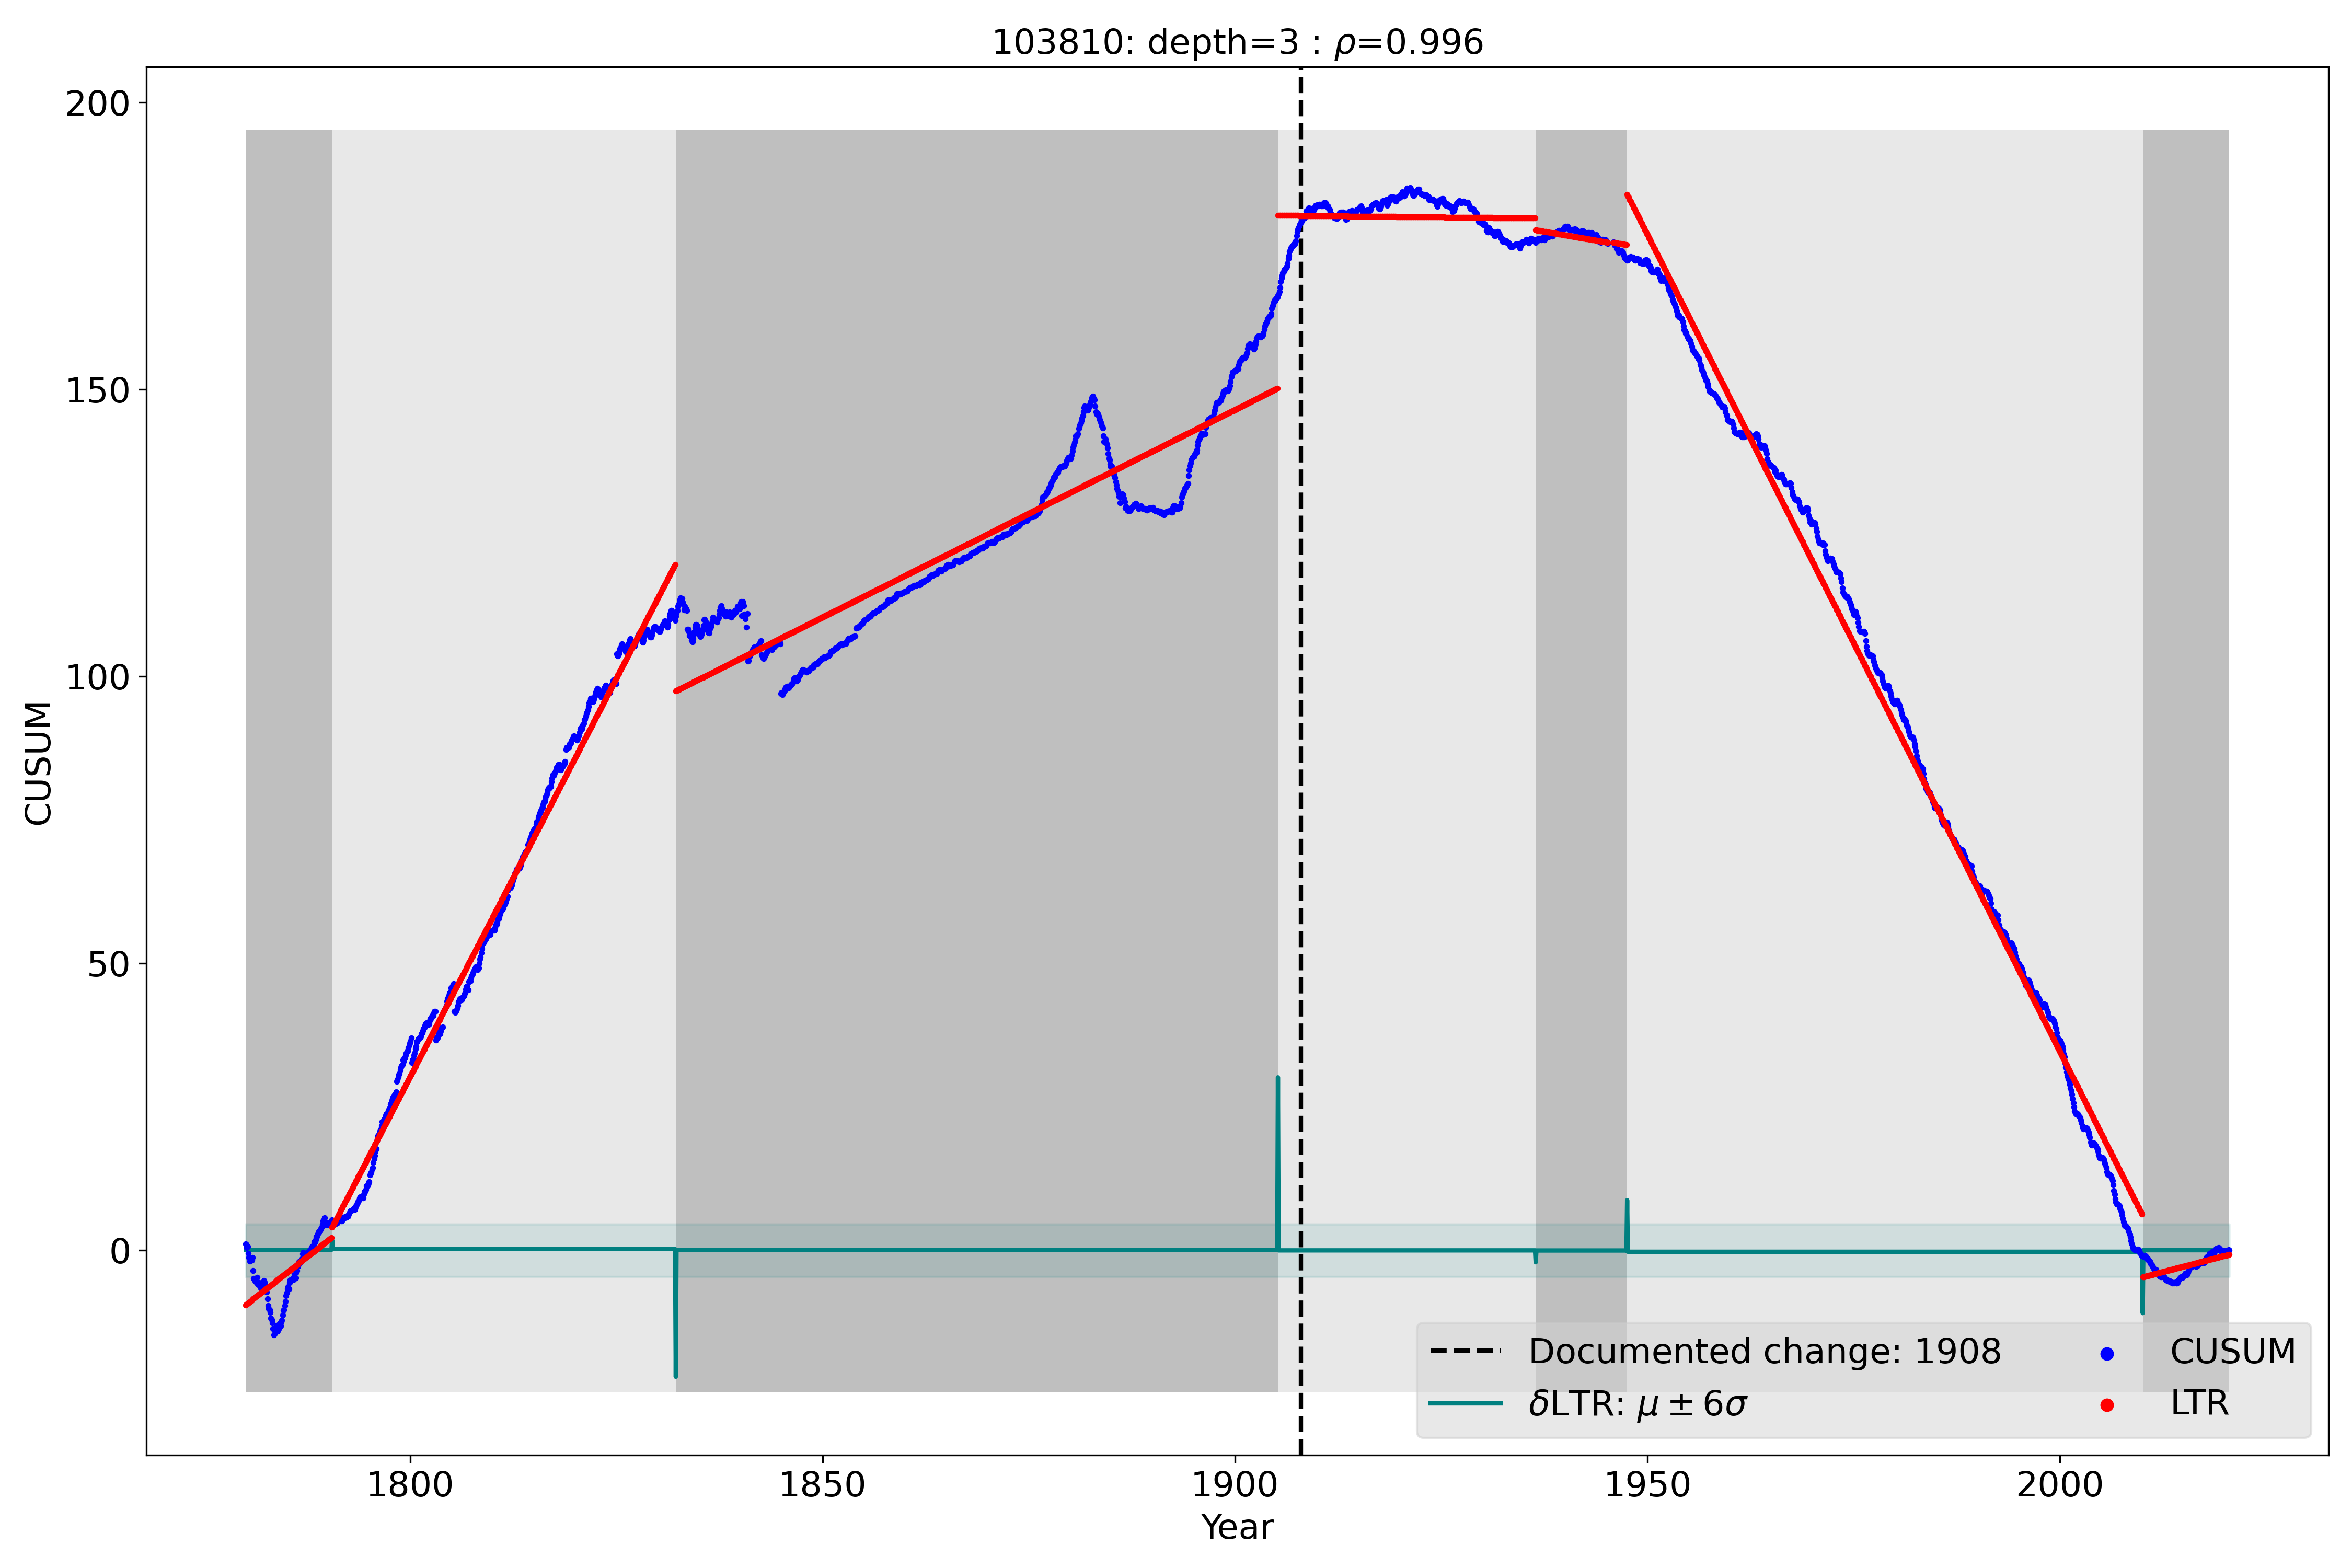 103810: depth=3 : ρ=0.996
CUSUM
200
150
100
50
0
1800
1850
1900
1950
2000
Year
Documented change: 1908
δLTR: μ ± 6σ
CUSUM
LTR